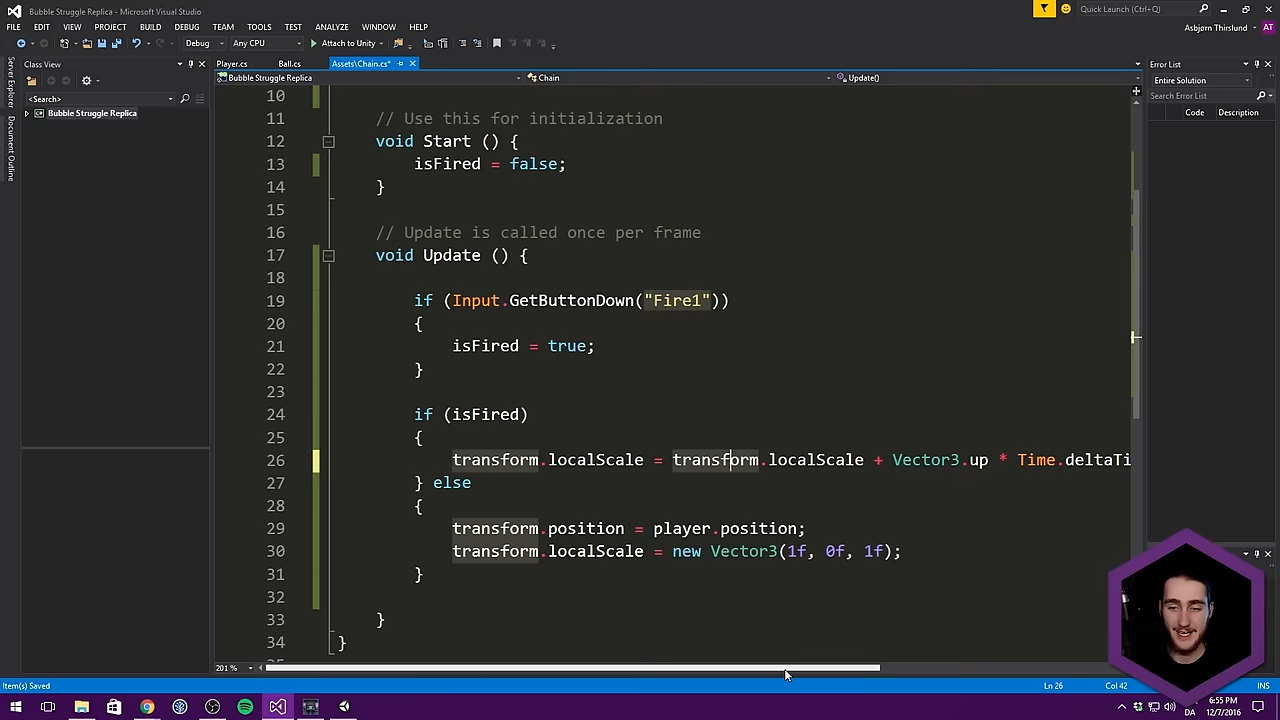 Bubble Struggle Replica - Microsoft Visual Studio
Quick Launch (Ctrl+Q)
FILE EDIT VIEW PROJECT BUILD DEBUG TEAM TOOLS TEST ANALYZE WINDOW HELP
Asbjørn Thirslund AT
Debug Any CPU Attach to Unity
Server Explorer
Document Outline
Class View
<Search>
Bubble Struggle Replica
Player.cs Ball.cs Assets\Chain.cs*
Bubble Struggle Replica Chain Update()
10
11 // Use this for initialization
12 void Start () {
13 isFired = false;
14 }
15
16 // Update is called once per frame
17 void Update () {
18
19 if (Input.GetButtonDown("Fire1"))
20 {
21 isFired = true;
22 }
23
24 if (isFired)
25 {
26 transform.localScale = transform.localScale + Vector3.up * Time.deltaTi
27 } else
28 {
29 transform.position = player.position;
30 transform.localScale = new Vector3(1f, 0f, 1f);
31 }
32
33 }
34 }
201 %
Error List
Entire Solution
Search Error List
Code Description
Item(s) Saved
Ln 26 Col 42 INS
DA
6:55 PM
12/7/2016